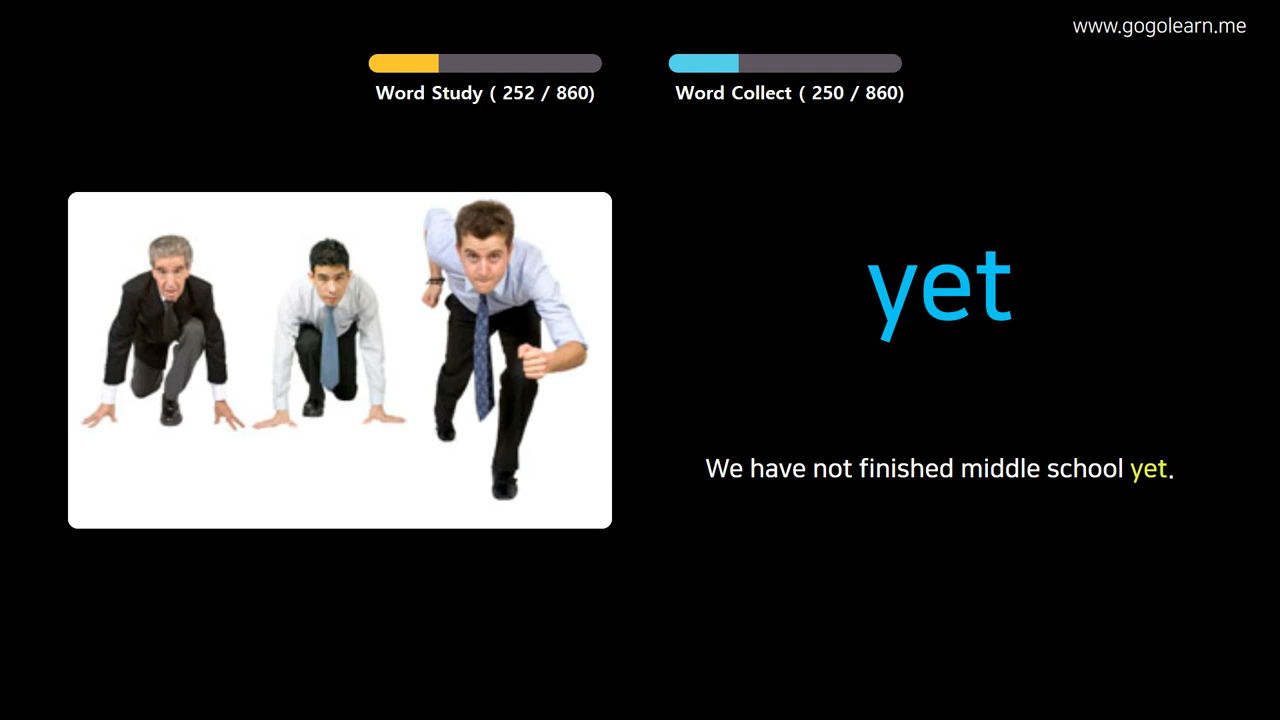 www.gogolearn.me
Word Study ( 252 / 860)
Word Collect ( 250 / 860)
yet
We have not finished middle school yet.